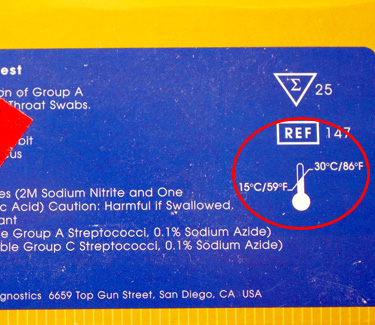 est
Σ 25
on of Group A
Throat Swabs.
REF 147
bit
us
30°C/86°F
15°C/59°F
es (2M Sodium Nitrite and One
c Acid) Caution: Harmful if Swallowed.
ant
e Group A Streptococci, 0.1% Sodium Azide)
ble Group C Streptococci, 0.1% Sodium Azide)
gnostics 6659 Top Gun Street, San Diego, CA USA